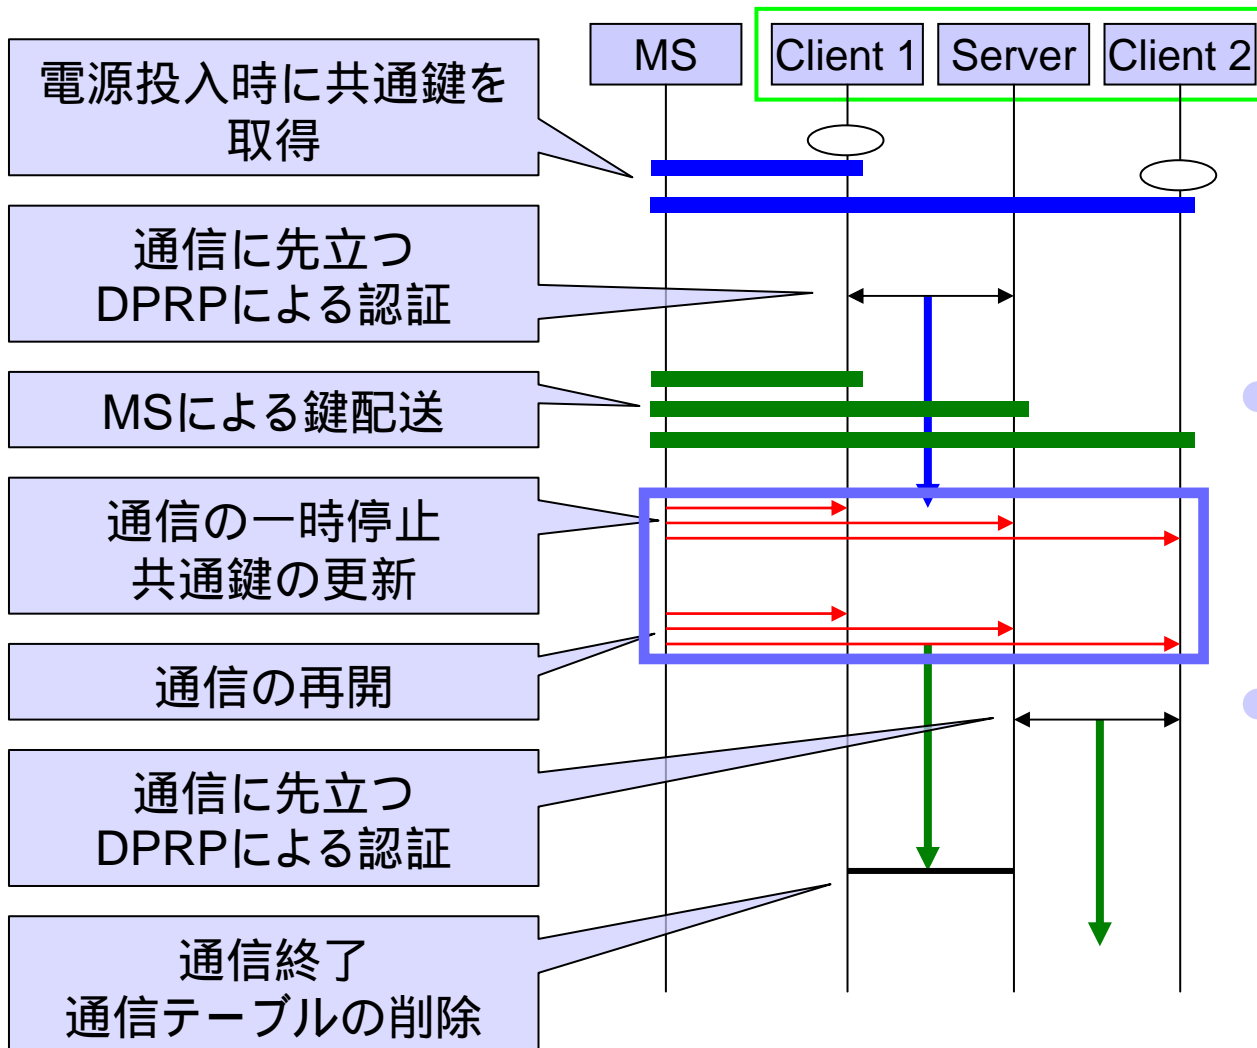 MS
Client 1
Server
Client 2
電源投入時に共通鍵を
取得
通信に先立つ
DPRPによる認証
MSによる鍵配送
通信の一時停止
共通鍵の更新
通信の再開
通信に先立つ
DPRPによる認証
通信終了
通信テーブルの削除